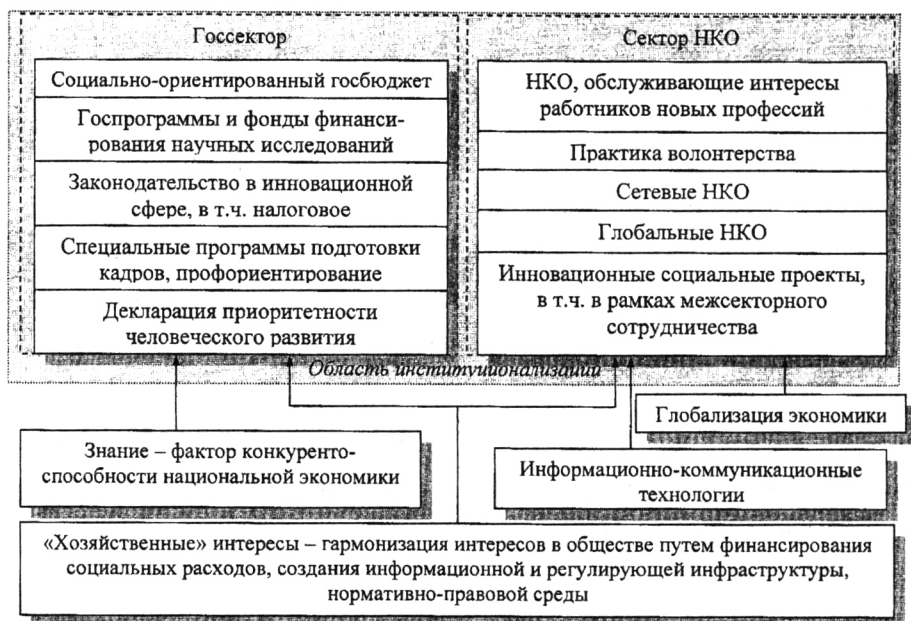 Госсектор
Социально-ориентированный госбюджет
Госпрограммы и фонды финанси-
рования научных исследований
Законодательство в инновационной
сфере, в т.ч. налоговое
Специальные программы подготовки
кадров, профориентирование
Декларация приоритетности
человеческого развития
Сектор НКО
НКО, обслуживающие интересы
работников новых профессий
Практика волонтерства
Сетевые НКО
Глобальные НКО
Инновационные социальные проекты,
в т.ч. в рамках межсекторного
сотрудничества
Область институционализации
Глобализация экономики
Знание – фактор конкуренто-
способности национальной экономики
Информационно-коммуникационные
технологии
«Хозяйственные» интересы – гармонизация интересов в обществе путем финансирования
социальных расходов, создания информационной и регулирующей инфраструктуры,
нормативно-правовой среды